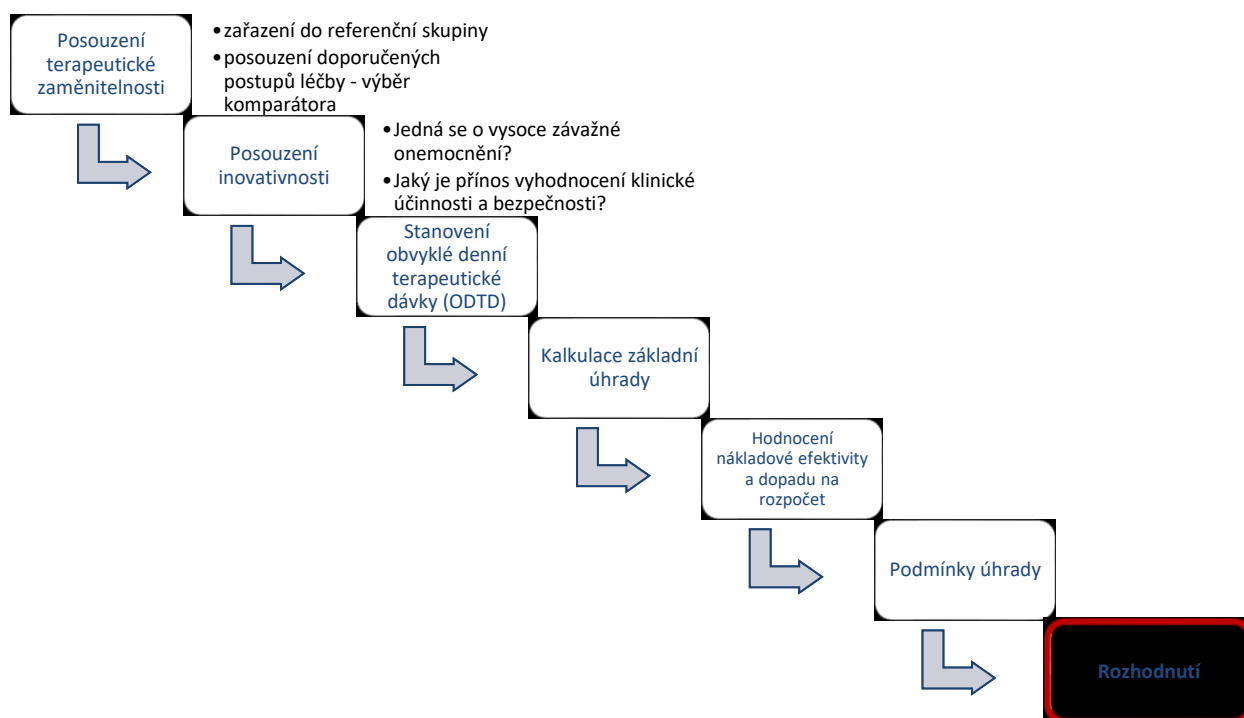 Posouzení
terapeutické
zaměnitelnosti
•zařazení do referenční skupiny
•posouzení doporučených
postupů léčby - výběr
komparátora
Posouzení
inovativnosti
•Jedná se o vysoce závažné
onemocnění?
•Jaký je přínos vyhodnocení klinické
účinnosti a bezpečnosti?
Stanovení
obvyklé denní
terapeutické
dávky (ODTD)
Kalkulace základní
úhrady
Hodnocení
nákladové efektivity
a dopadu na
rozpočet
Podmínky úhrady
Rozhodnutí